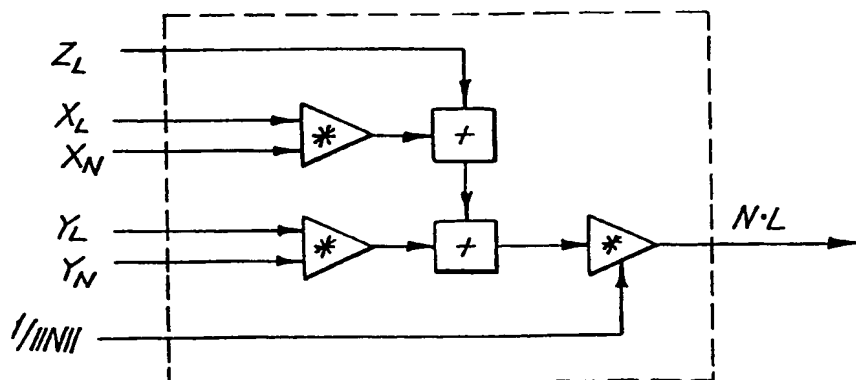 Z_L
X_L
*
+
X_N
Y_L
*
+
*
N·L
Y_N
1/||N||